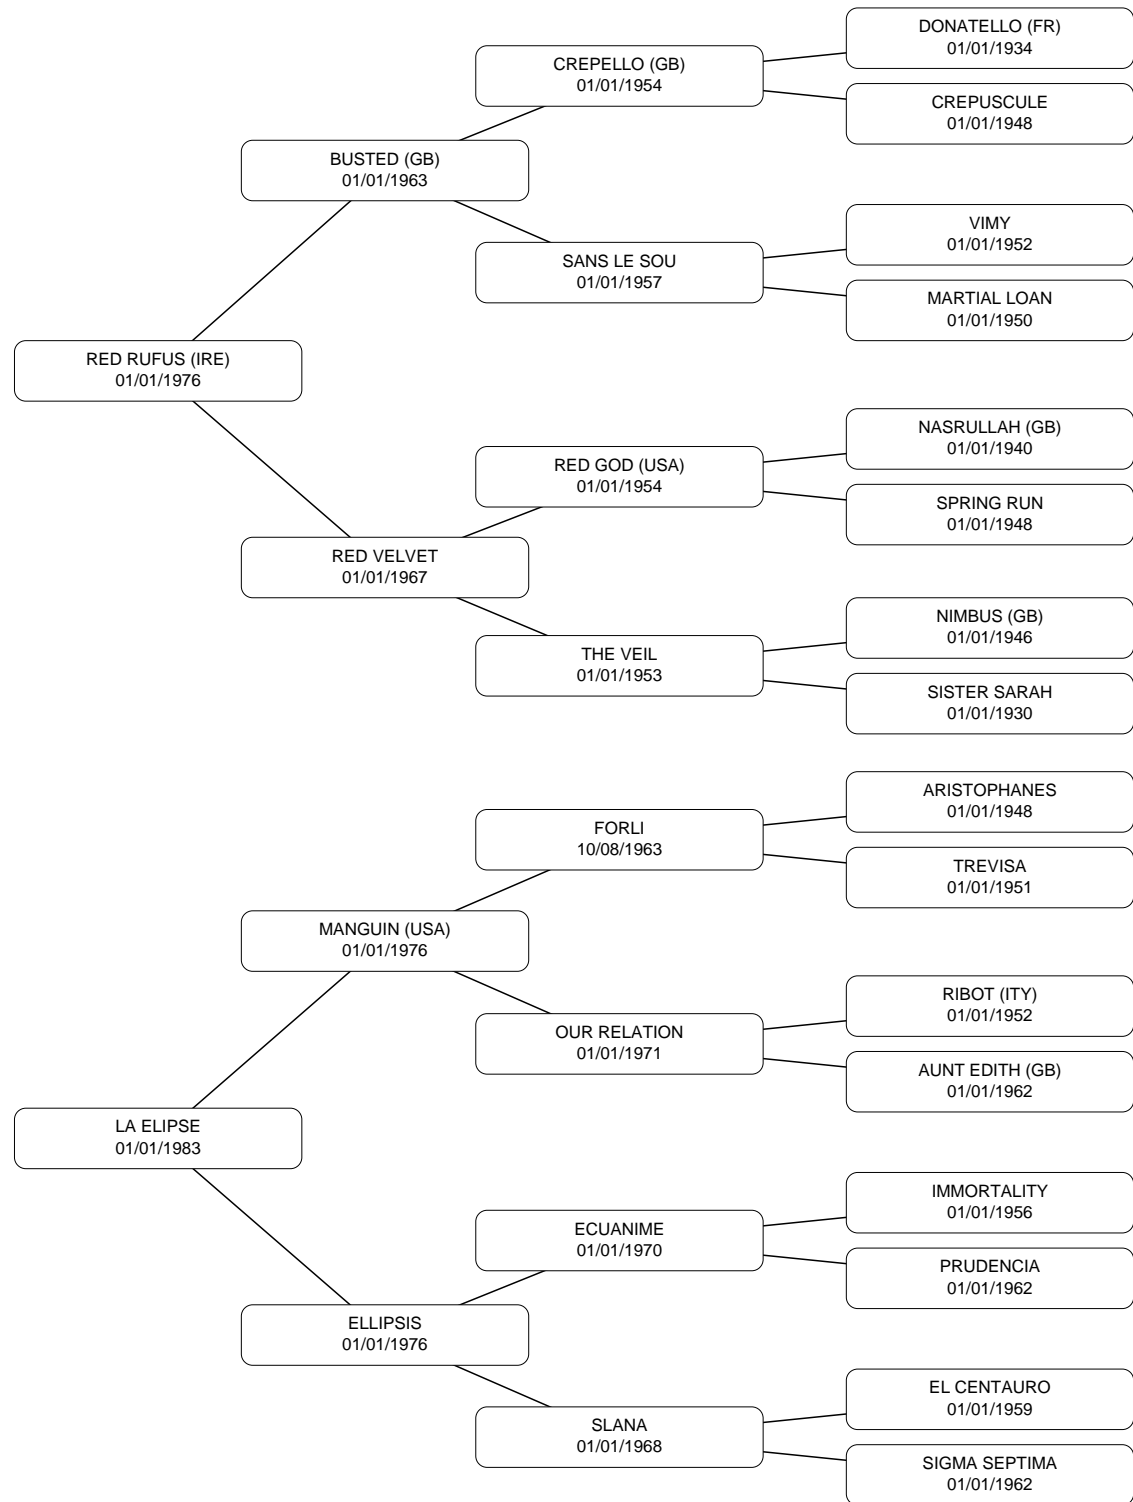 DONATELLO (FR)
01/01/1934
CREPELLO (GB)
01/01/1954
CREPUSCULE
01/01/1948
BUSTED (GB)
01/01/1963
VIMY
01/01/1952
SANS LE SOU
01/01/1957
MARTIAL LOAN
01/01/1950
RED RUFUS (IRE)
01/01/1976
NASRULLAH (GB)
01/01/1940
RED GOD (USA)
01/01/1954
SPRING RUN
01/01/1948
RED VELVET
01/01/1967
NIMBUS (GB)
01/01/1946
THE VEIL
01/01/1953
SISTER SARAH
01/01/1930
ARISTOPHANES
01/01/1948
FORLI
10/08/1963
TREVISA
01/01/1951
MANGUIN (USA)
01/01/1976
RIBOT (ITY)
01/01/1952
OUR RELATION
01/01/1971
AUNT EDITH (GB)
01/01/1962
LA ELIPSE
01/01/1983
IMMORTALITY
01/01/1956
ECUANIME
01/01/1970
PRUDENCIA
01/01/1962
ELLIPSIS
01/01/1976
EL CENTAURO
01/01/1959
SLANA
01/01/1968
SIGMA SEPTIMA
01/01/1962